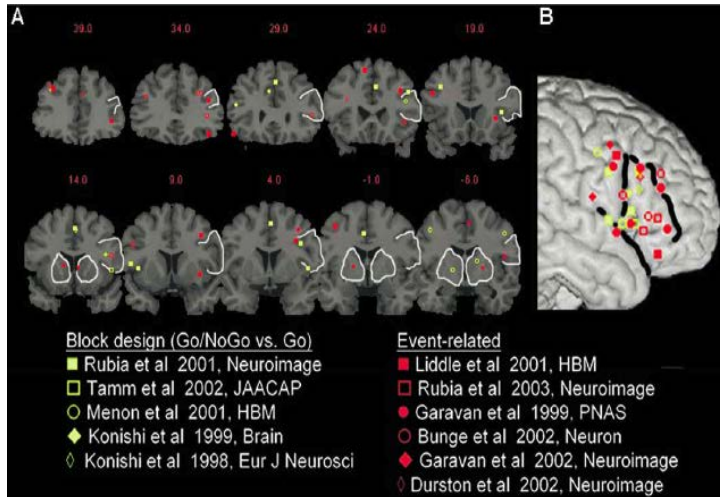 A
B
39.0 34.0 29.0 24.0 19.0
14.0 9.0 4.0 -1.0 -6.0
Block design (Go/NoGo vs. Go)
Rubia et al 2001, Neuroimage
Tamm et al 2002, JAACAP
Menon et al 2001, HBM
Konishi et al 1999, Brain
Konishi et al 1998, Eur J Neurosci
Event-related
Liddle et al 2001, HBM
Rubia et al 2003, Neuroimage
Garavan et al 1999, PNAS
Bunge et al 2002, Neuron
Garavan et al 2002, Neuroimage
Durston et al 2002, Neuroimage